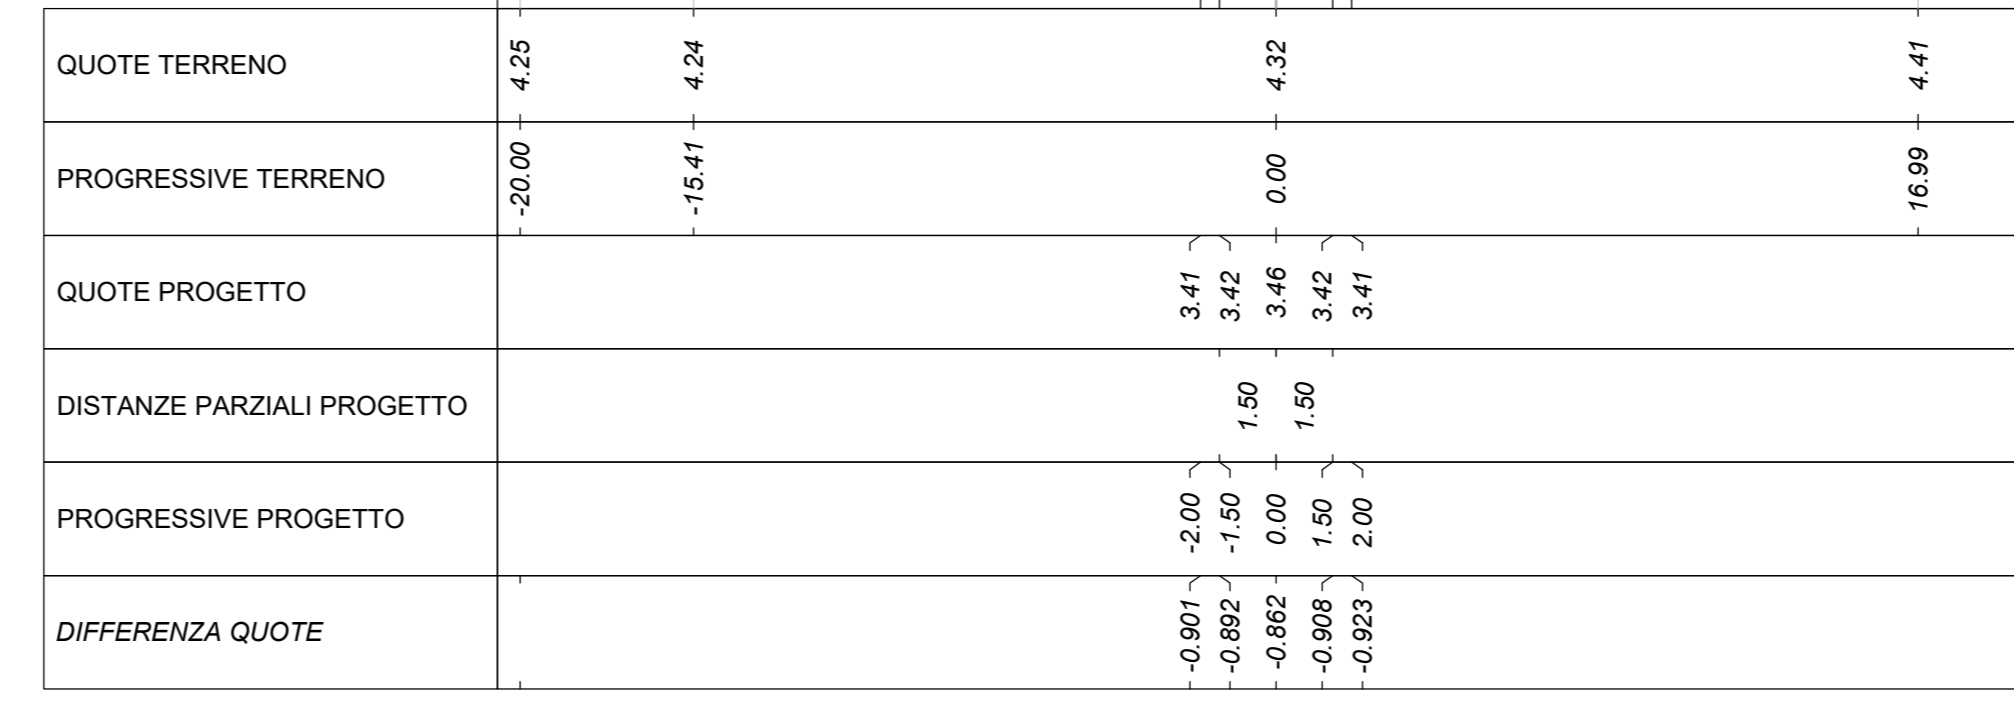 QUOTE TERRENO 4.25 4.24 4.32 4.41
PROGRESSIVE TERRENO -20.00 -15.41 0.00 16.99
QUOTE PROGETTO 3.41 3.42 3.46 3.42 3.41
DISTANZE PARZIALI PROGETTO 1.50 1.50
PROGRESSIVE PROGETTO -2.00 -1.50 0.00 1.50 2.00
DIFFERENZA QUOTE -0.901 -0.892 -0.862 -0.908 -0.923